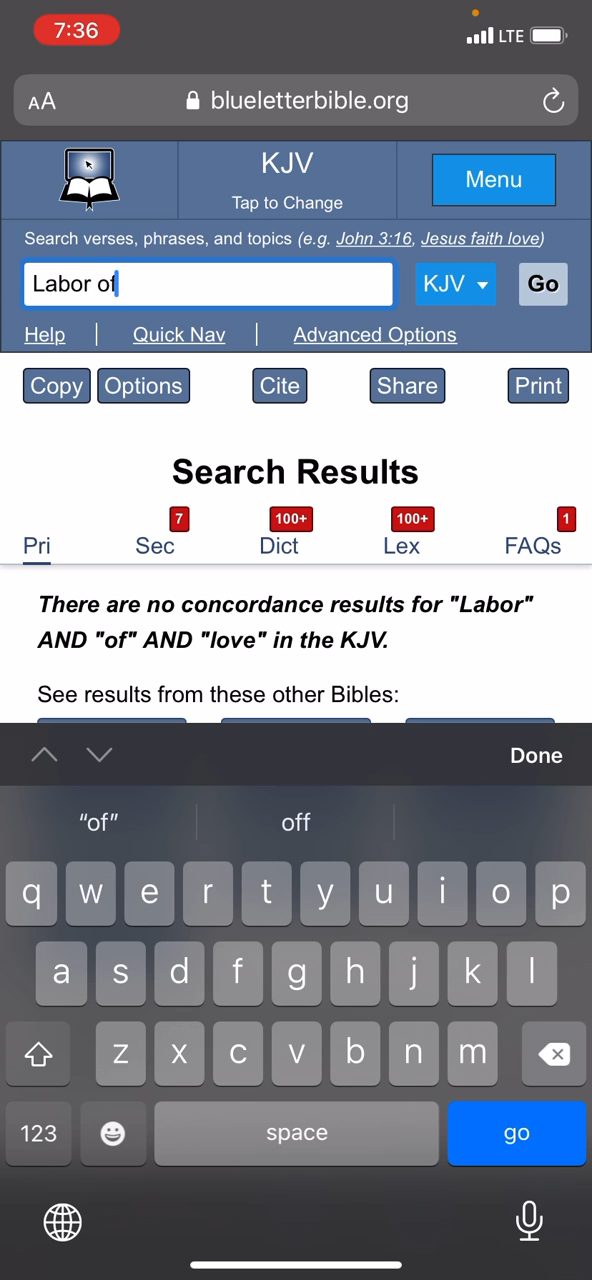 7:36 LTE
AA blueletterbible.org
KJV
Tap to Change
Menu
Search verses, phrases, and topics (e.g. John 3:16, Jesus faith love)
Labor of KJV Go
Help | Quick Nav | Advanced Options
Copy Options Cite Share Print
Search Results
7 100+ 100+ 1
Pri Sec Dict Lex FAQs
There are no concordance results for "Labor"
AND "of" AND "love" in the KJV.
See results from these other Bibles:
Done
“of” off
q w e r t y u i o p
a s d f g h j k l
z x c v b n m
123 space go